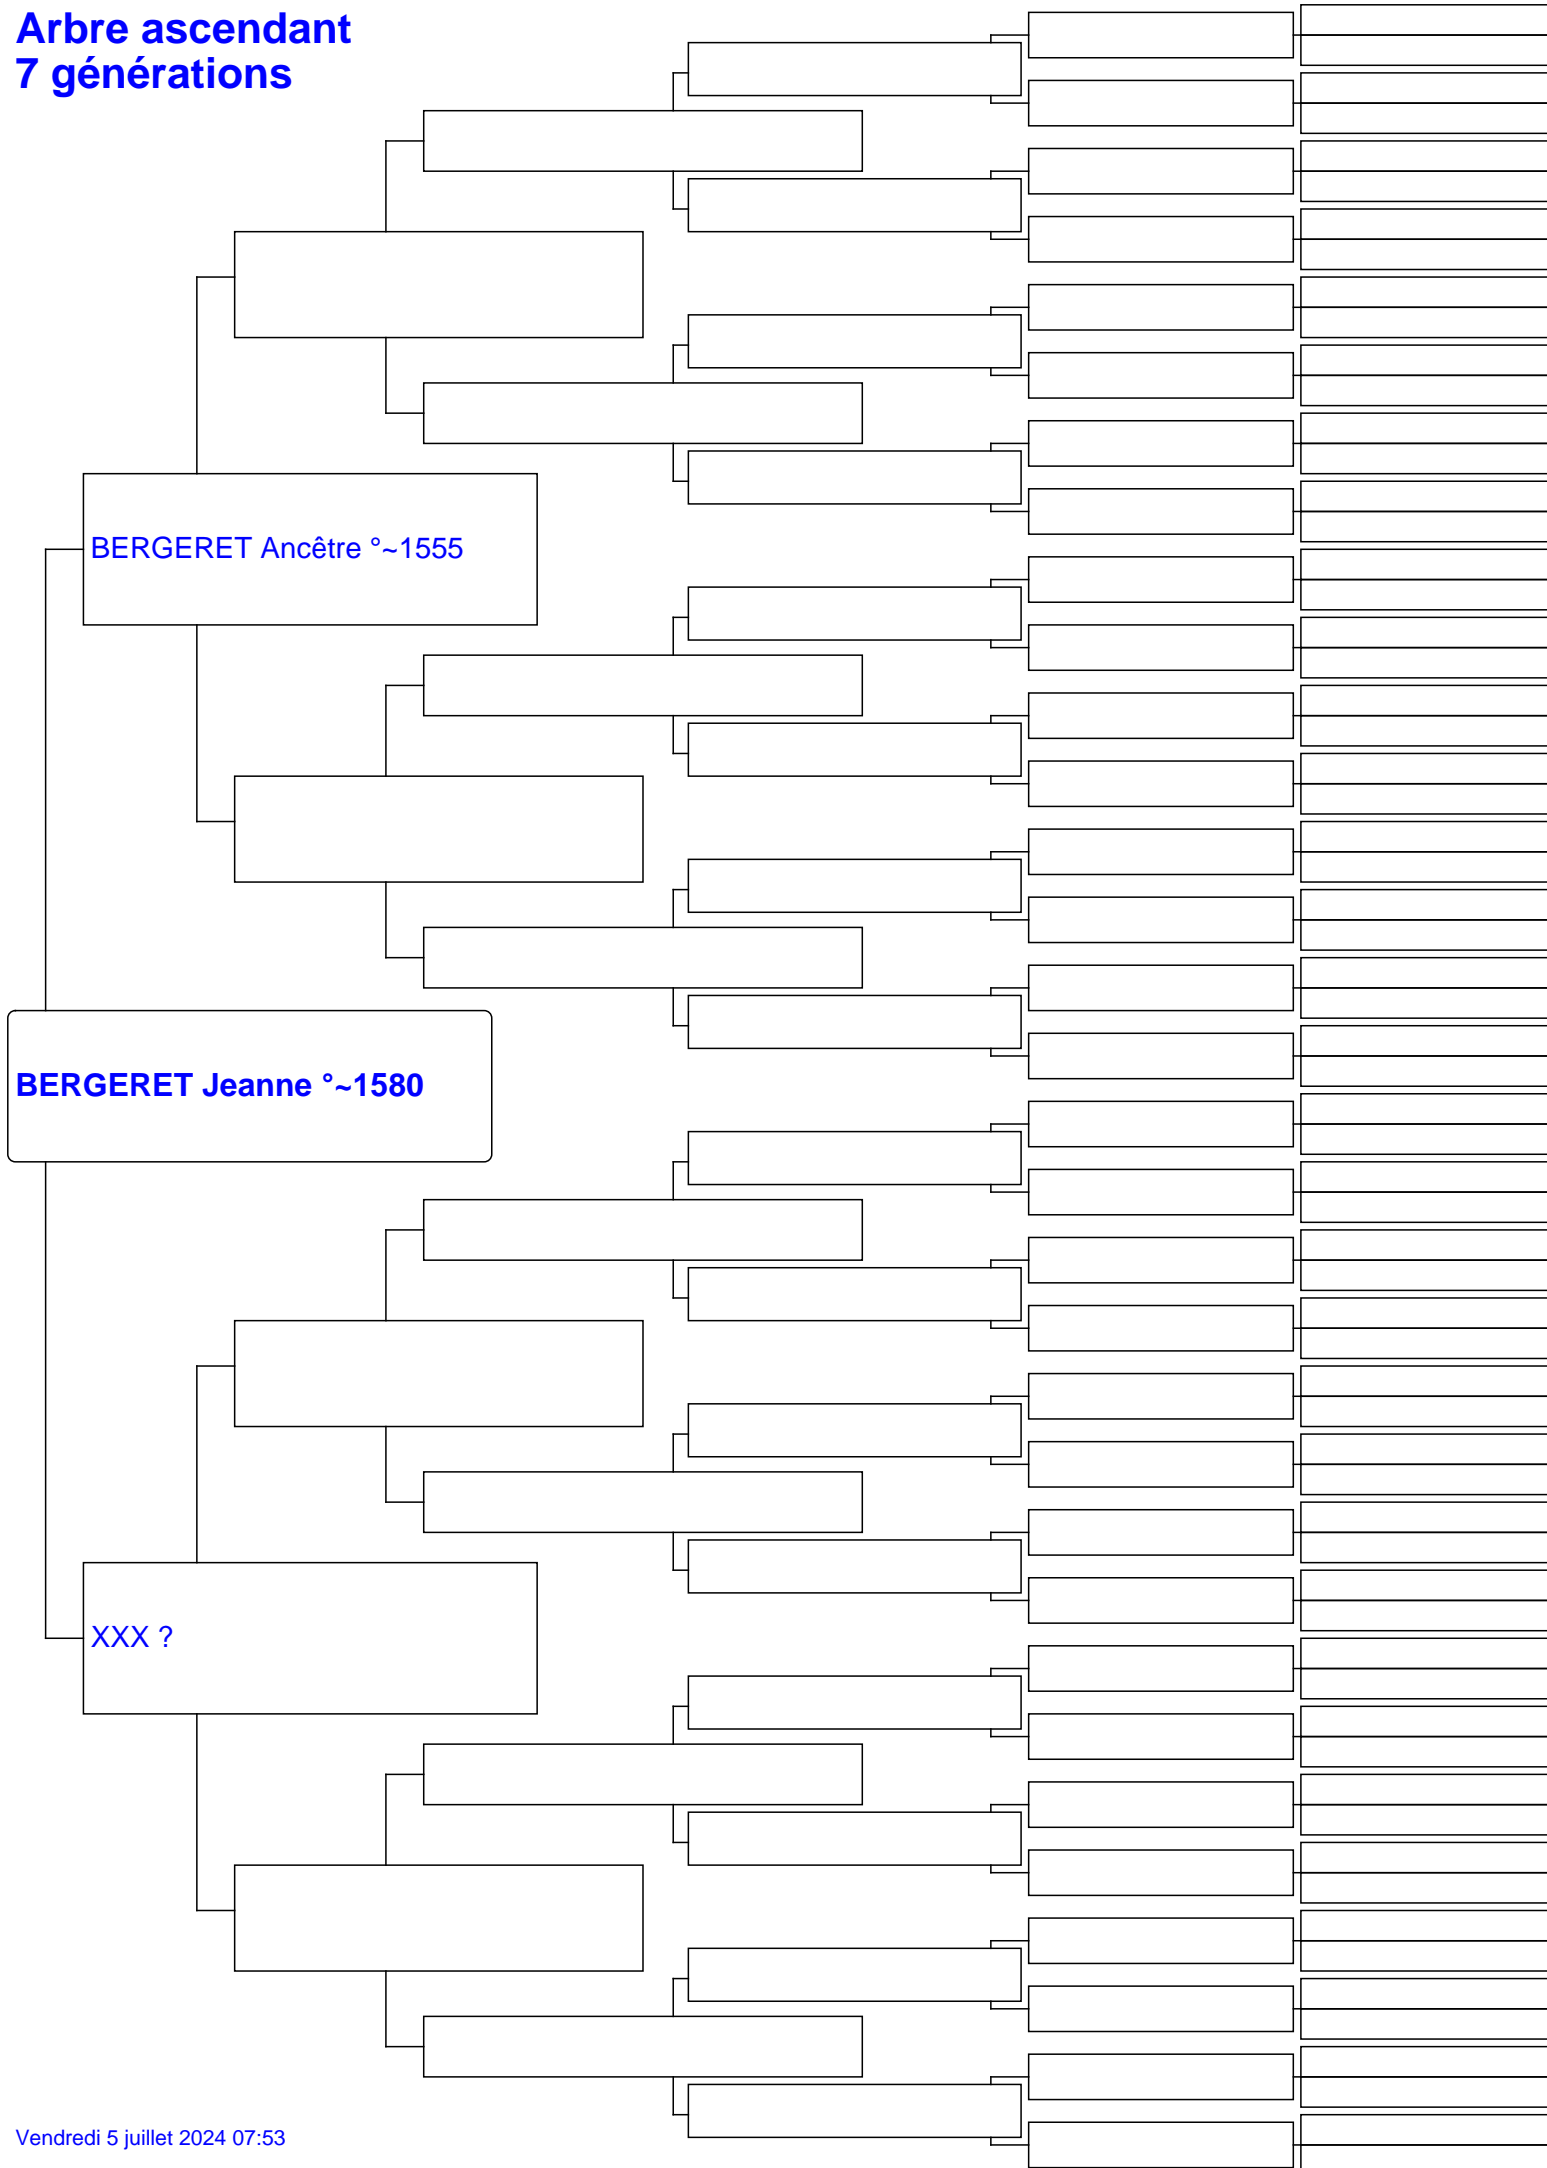 Arbre ascendant
7 générations
BERGERET Ancêtre °~1555
BERGERET Jeanne °~1580
XXX ?
Vendredi 5 juillet 2024 07:53